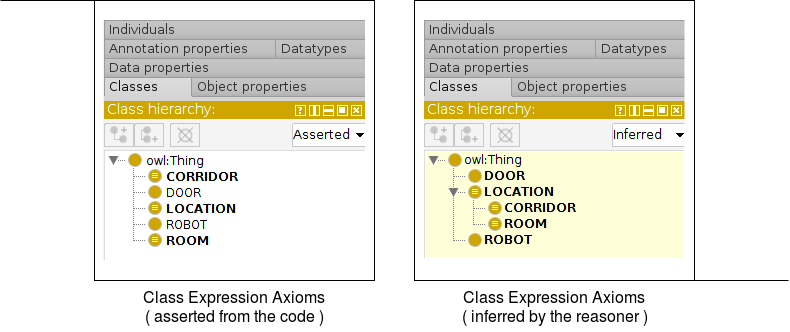 Individuals
Annotation properties Datatypes
Data properties
Classes Object properties
Class hierarchy:
Asserted
owl:Thing
CORRIDOR
DOOR
LOCATION
ROBOT
ROOM
Class Expression Axioms
( asserted from the code )
Individuals
Annotation properties Datatypes
Data properties
Classes Object properties
Class hierarchy:
Inferred
owl:Thing
DOOR
LOCATION
CORRIDOR
ROOM
ROBOT
Class Expression Axioms
( inferred by the reasoner )